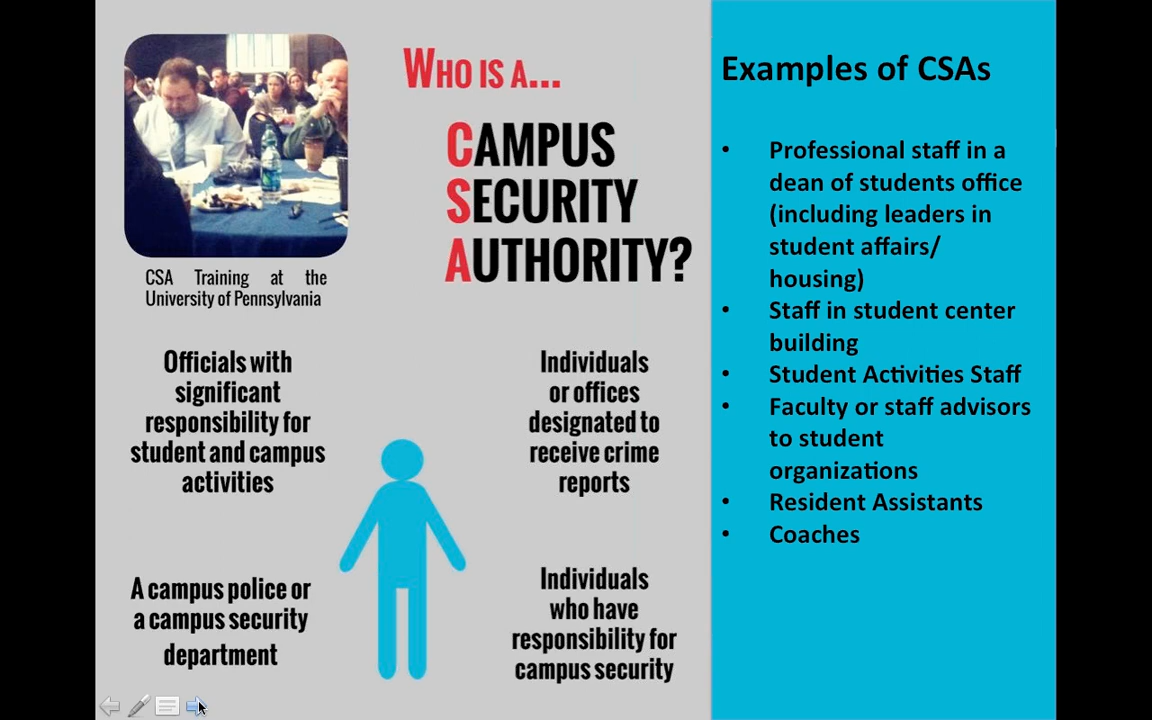 WHO IS A...
CAMPUS
SECURITY
AUTHORITY?
CSA Training at the
University of Pennsylvania
Officials with
significant
responsibility for
student and campus
activities
Individuals
or offices
designated to
receive crime
reports
A campus police or
a campus security
department
Individuals
who have
responsibility for
campus security
Examples of CSAs
• Professional staff in a
dean of students office
(including leaders in
student affairs/
housing)
• Staff in student center
building
• Student Activities Staff
• Faculty or staff advisors
to student
organizations
• Resident Assistants
• Coaches